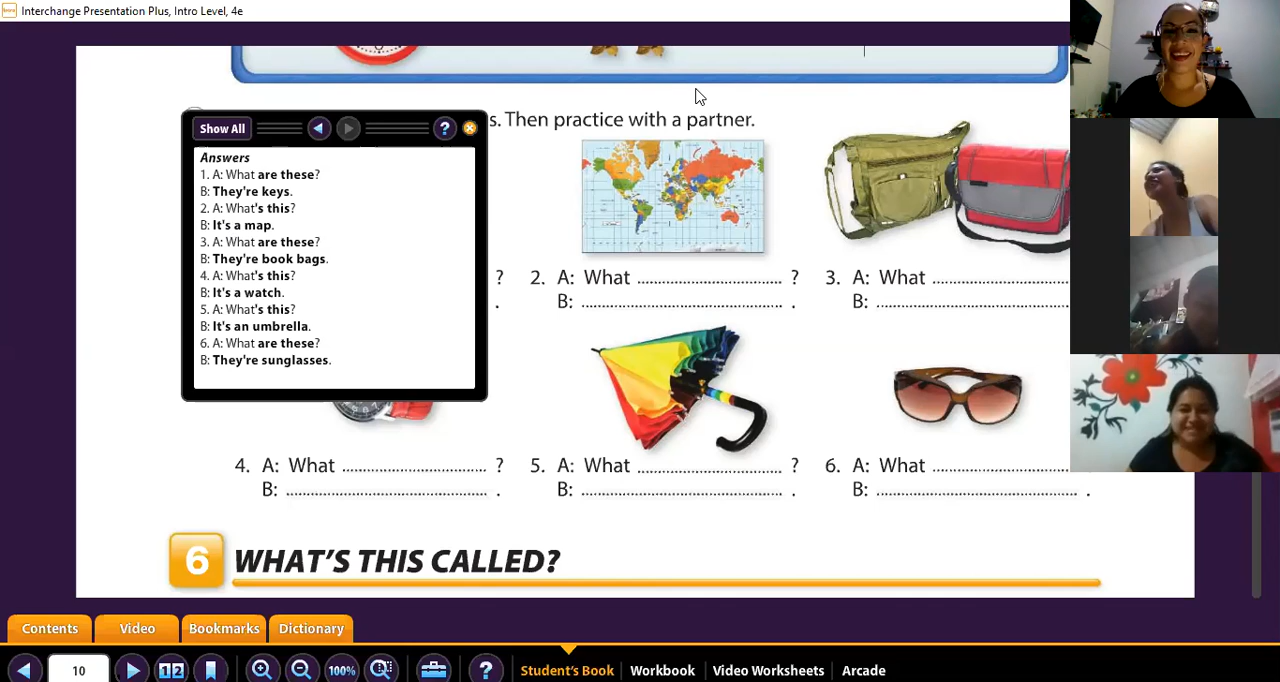 Interchange Presentation Plus, Intro Level, 4e
s. Then practice with a partner.
Show All
?
Answers
1. A: What are these?
B: They're keys.
2. A: What's this?
B: It's a map.
3. A: What are these?
B: They're book bags.
4. A: What's this?
B: It's a watch.
5. A: What's this?
B: It's an umbrella.
6. A: What are these?
B: They're sunglasses.
? 2. A: What ............................... ? 3. A: What ...............................
. B: ............................................ . B: ............................................
4. A: What ............................... ? 5. A: What ............................... ? 6. A: What ...............................
B: ............................................ . B: ............................................ . B: ............................................ .
6 WHAT'S THIS CALLED?
Contents Video Bookmarks Dictionary
10 1 2 100% ? Student's Book Workbook Video Worksheets Arcade